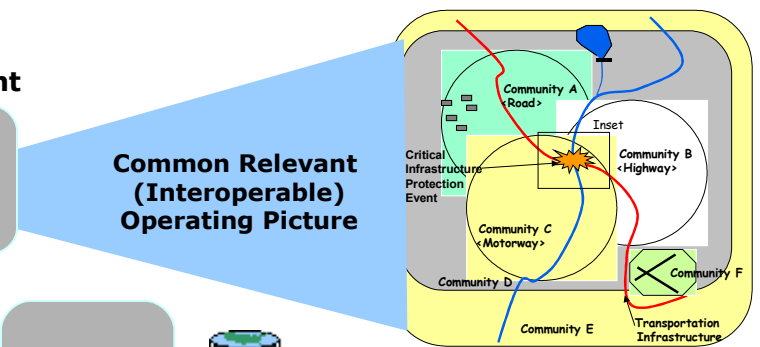 nt
Common Relevant
(Interoperable)
Operating Picture
Community A
<Road>
Inset
Critical
Infrastructure
Protection
Event
Community B
<Highway>
Community C
<Motorway>
Community D
Community F
Community E
Transportation
Infrastructure